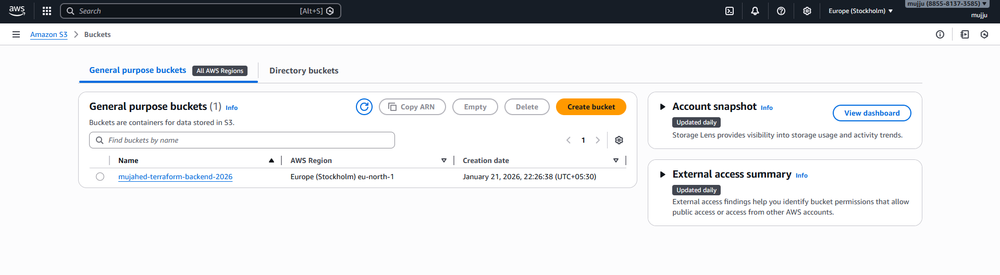 aws
Search
[Alt+S]
Europe (Stockholm)
mujju (8855-8137-3585)
mujju
Amazon S3
Buckets
General purpose buckets
All AWS Regions
Directory buckets
General purpose buckets (1)
Info
Copy ARN
Empty
Delete
Create bucket
Buckets are containers for data stored in S3.
Find buckets by name
1
Name
AWS Region
Creation date
mujahed-terraform-backend-2026
Europe (Stockholm) eu-north-1
January 21, 2026, 22:26:38 (UTC+05:30)
Account snapshot
Info
View dashboard
Updated daily
Storage Lens provides visibility into storage usage and activity trends.
External access summary
Info
Updated daily
External access findings help you identify bucket permissions that allow
public access or access from other AWS accounts.